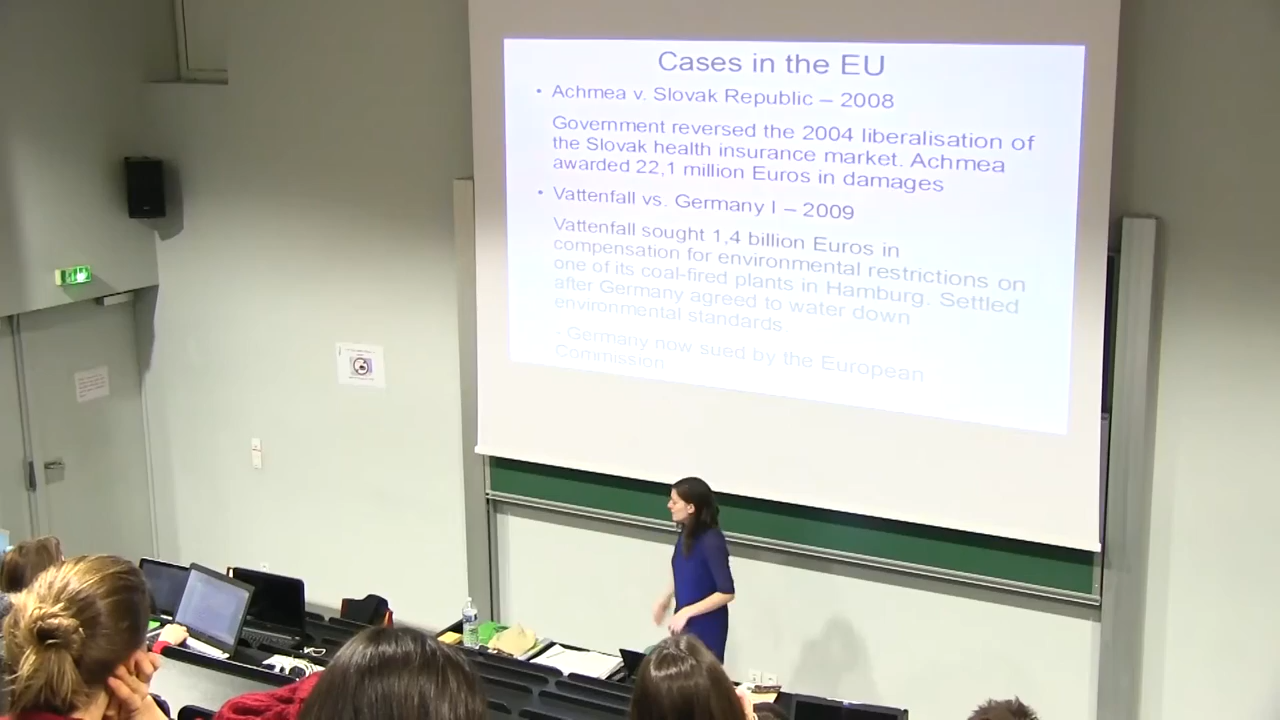 Cases in the EU
• Achmea v. Slovak Republic – 2008
Government reversed the 2004 liberalisation of
the Slovak health insurance market. Achmea
awarded 22,1 million Euros in damages
• Vattenfall vs. Germany I – 2009
Vattenfall sought 1,4 billion Euros in
compensation for environmental restrictions on
one of its coal-fired plants in Hamburg. Settled
after Germany agreed to water down
environmental standards
- Germany now sued by the European
Commission